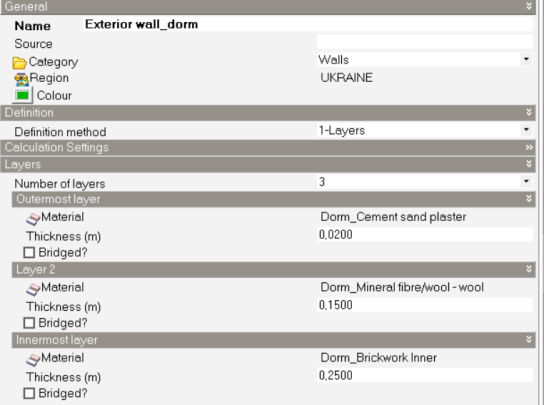 General
Name Exterior wall_dorm
Source
Category Walls
Region UKRAINE
Colour
Definition
Definition method 1-Layers
Calculation Settings
Layers
Number of layers 3
Outermost layer
Material Dorm_Cement sand plaster
Thickness (m) 0,0200
Bridged?
Layer 2
Material Dorm_Mineral fibre/wool - wool
Thickness (m) 0,1500
Bridged?
Innermost layer
Material Dorm_Brickwork Inner
Thickness (m) 0,2500
Bridged?